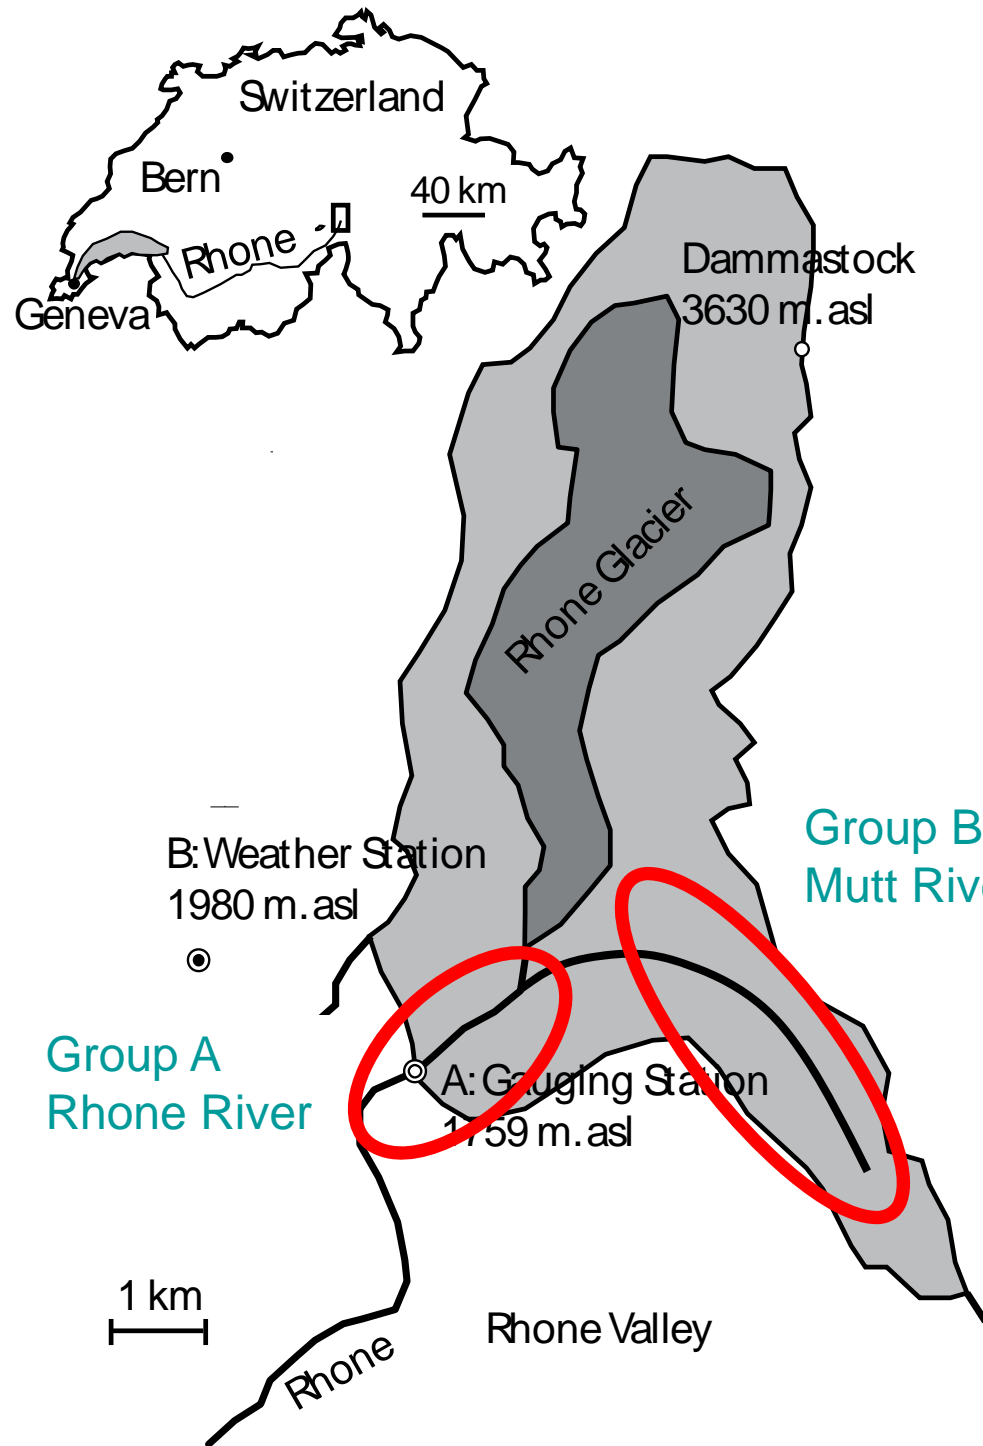 Switzerland
Bern
40 km
Rhone
Geneva
Dammastock
3630 m. asl
Rhone Glacier
B: Weather Station
1980 m. asl
Group B
Mutt Riv
Group A
Rhone River
A: Gauging Station
1759 m. asl
1 km
Rhone Valley
Rhone